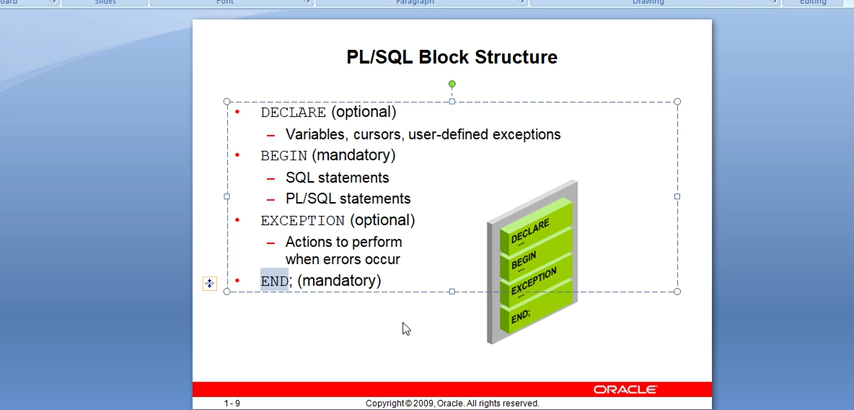 Slides
Font
Paragraph
Drawing
Editing
PL/SQL Block Structure
• DECLARE (optional)
– Variables, cursors, user-defined exceptions
• BEGIN (mandatory)
– SQL statements
– PL/SQL statements
• EXCEPTION (optional)
– Actions to perform
when errors occur
• END; (mandatory)
DECLARE
...
BEGIN
...
EXCEPTION
...
END;
ORACLE
1 - 9
Copyright © 2009, Oracle. All rights reserved.